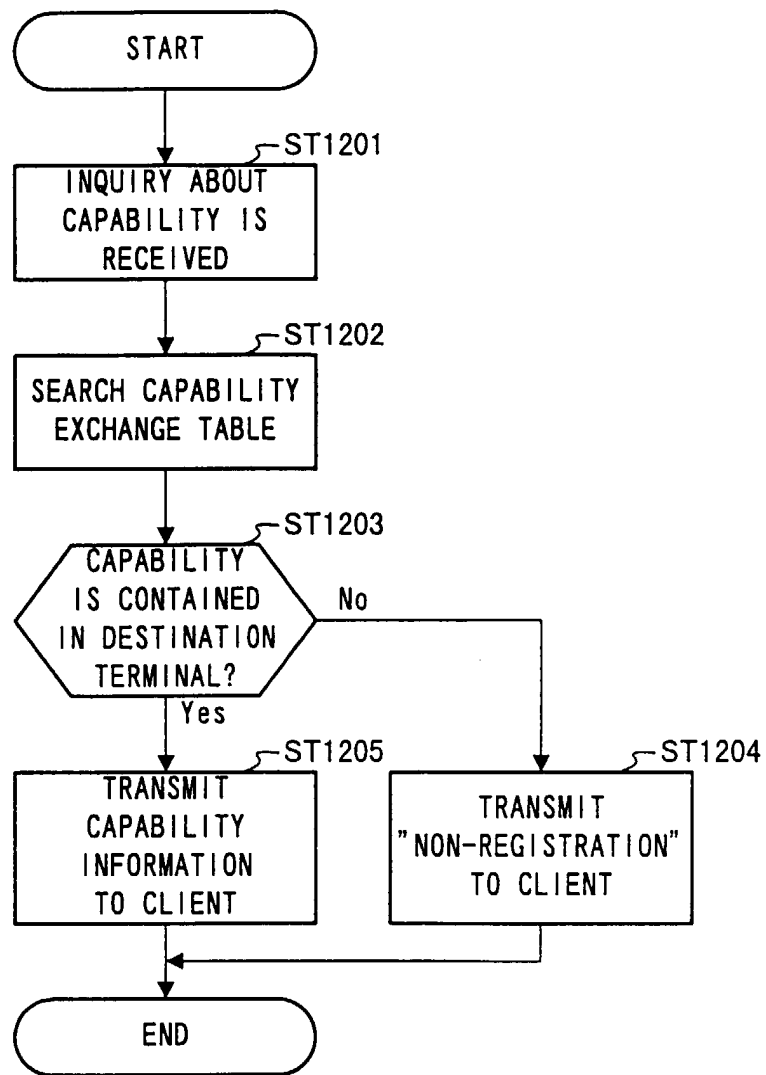 START
ST1201
INQUIRY ABOUT
CAPABILITY IS
RECEIVED
ST1202
SEARCH CAPABILITY
EXCHANGE TABLE
ST1203
CAPABILITY
IS CONTAINED
IN DESTINATION
TERMINAL?
No
Yes
ST1205
TRANSMIT
CAPABILITY
INFORMATION
TO CLIENT
ST1204
TRANSMIT
"NON-REGISTRATION"
TO CLIENT
END